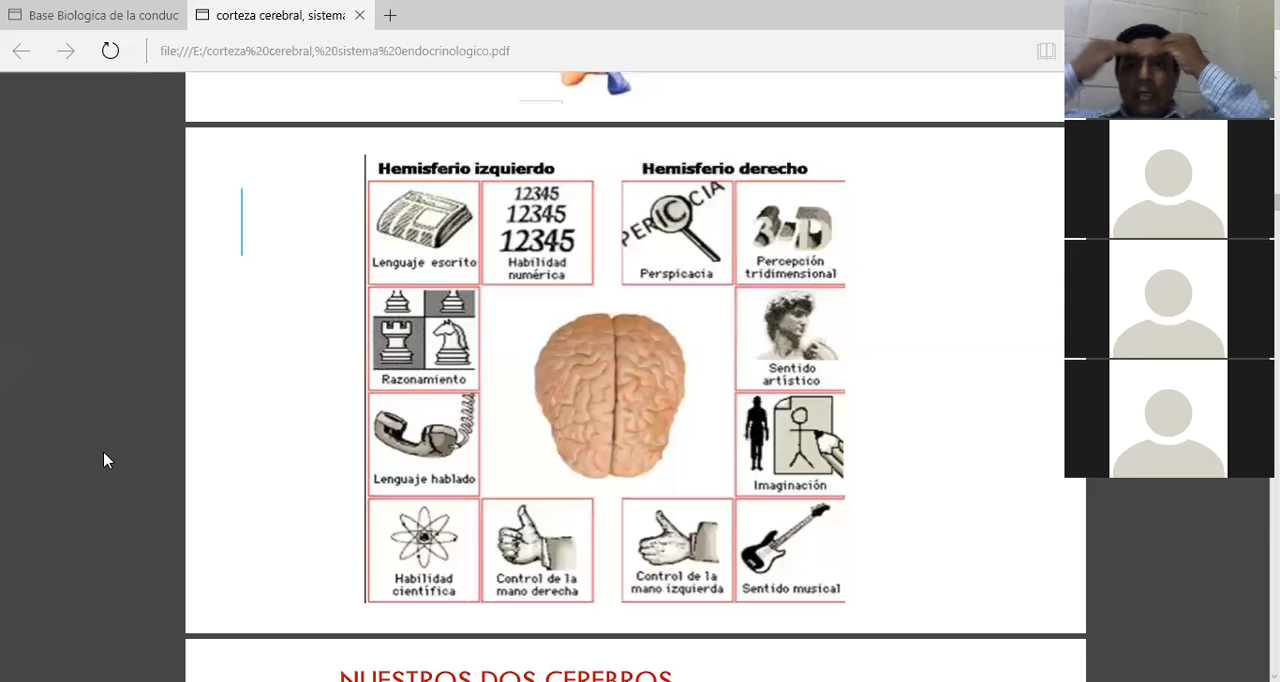 Base Biologica de la conduc
corteza cerebral, sistema
file:///E:/corteza%20cerebral,%20sistema%20endocrinologico.pdf
Hemisferio izquierdo
Hemisferio derecho
Lenguaje escrito
12345
12345
12345
Habilidad
numérica
PERICACIA
Perspicacia
3-D
Percepción
tridimensional
Razonamiento
Sentido
artístico
Lenguaje hablado
Imaginación
Habilidad
científica
Control de la
mano derecha
Control de la
mano izquierda
Sentido musical
NUESTROS DOS CEREBROS